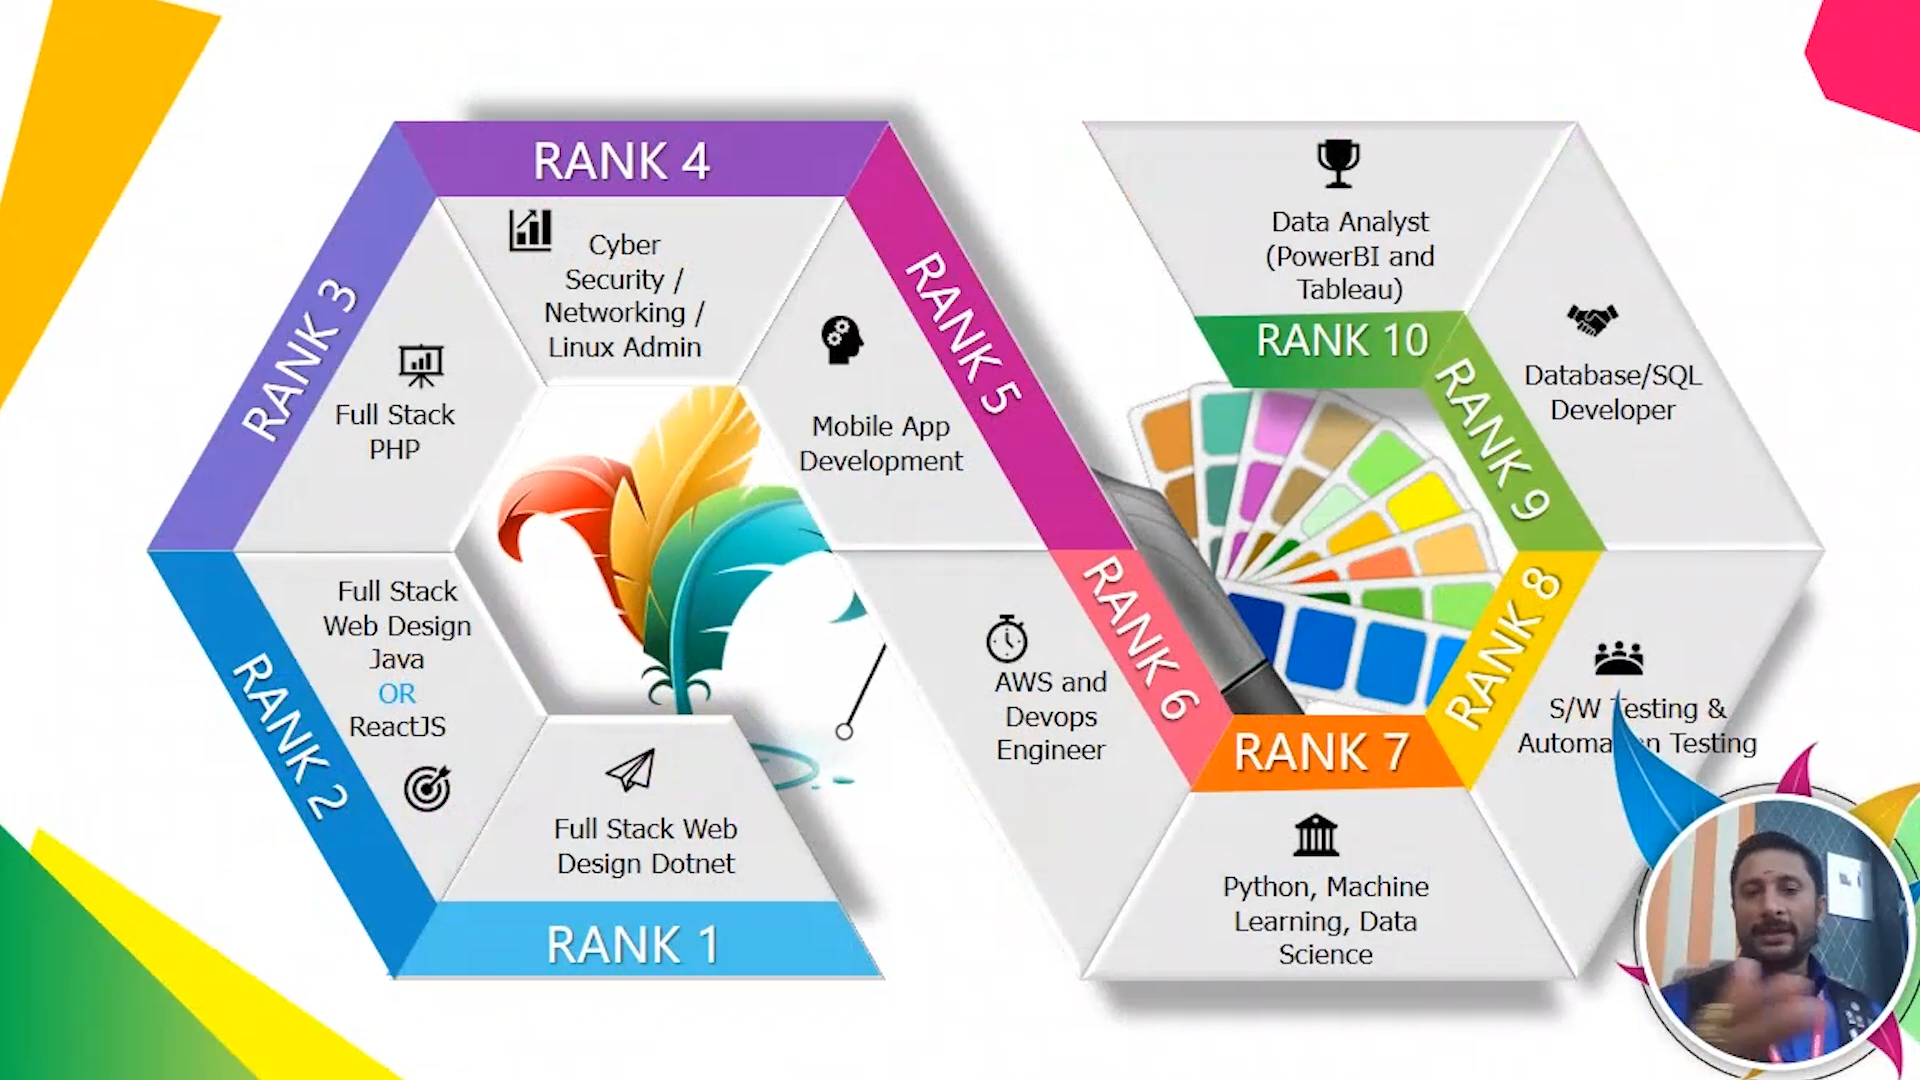 RANK 4
Cyber
Security /
Networking /
Linux Admin
RANK 3
Full Stack
PHP
RANK 5
Mobile App
Development
RANK 2
Full Stack
Web Design
Java
OR
ReactJS
Full Stack Web
Design Dotnet
RANK 1
Data Analyst
(PowerBI and
Tableau)
RANK 10
RANK 9
Database/SQL
Developer
RANK 6
AWS and
Devops
Engineer
RANK 8
S/W Testing &
Automation Testing
RANK 7
Python, Machine
Learning, Data
Science